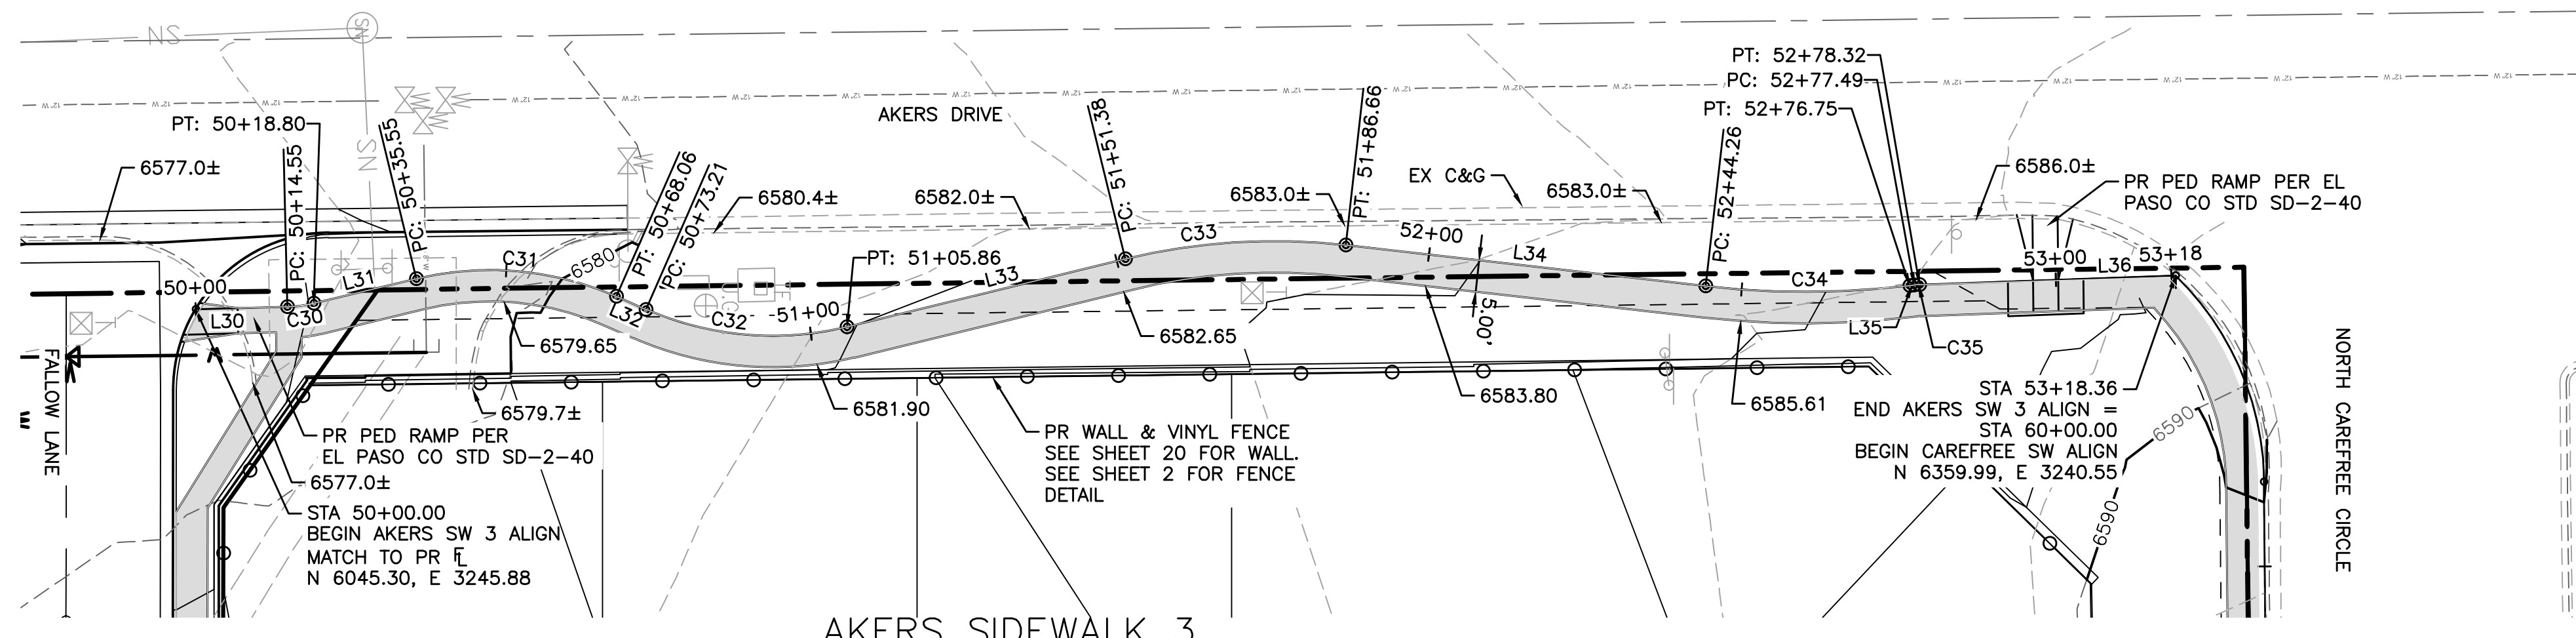 NS
SN
NS
AKERS DRIVE
PT: 50+18.80
PC: 50+14.55
PC: 50+35.55
PT: 50+68.06
PC: 50+73.21
PT: 51+05.86
PC: 51+51.38
PT: 51+86.66
PC: 52+44.26
PT: 52+78.32
PC: 52+77.49
PT: 52+76.75
6577.0±
6580.4±
6582.0±
6583.0±
EX C&G
6583.0±
6586.0±
PR PED RAMP PER EL
PASO CO STD SD-2-40
50+00
L30
C30
L31
C31
6580
L32
C32
51+00
L33
C33
52+00
L34
5.00'
C34
L35
C35
53+00
L36
53+18
6579.65
6579.7±
6581.90
6582.65
6583.80
6585.61
FALLOW LANE
W
PR PED RAMP PER
EL PASO CO STD SD-2-40
6577.0±
STA 50+00.00
BEGIN AKERS SW 3 ALIGN
MATCH TO PR FL
N 6045.30, E 3245.88
PR WALL & VINYL FENCE
SEE SHEET 20 FOR WALL.
SEE SHEET 2 FOR FENCE
DETAIL
STA 53+18.36
END AKERS SW 3 ALIGN =
STA 60+00.00
BEGIN CAREFREE SW ALIGN
N 6359.99, E 3240.55
6590
6590
NORTH CAREFREE CIRCLE
AKERS SIDEWALK 3